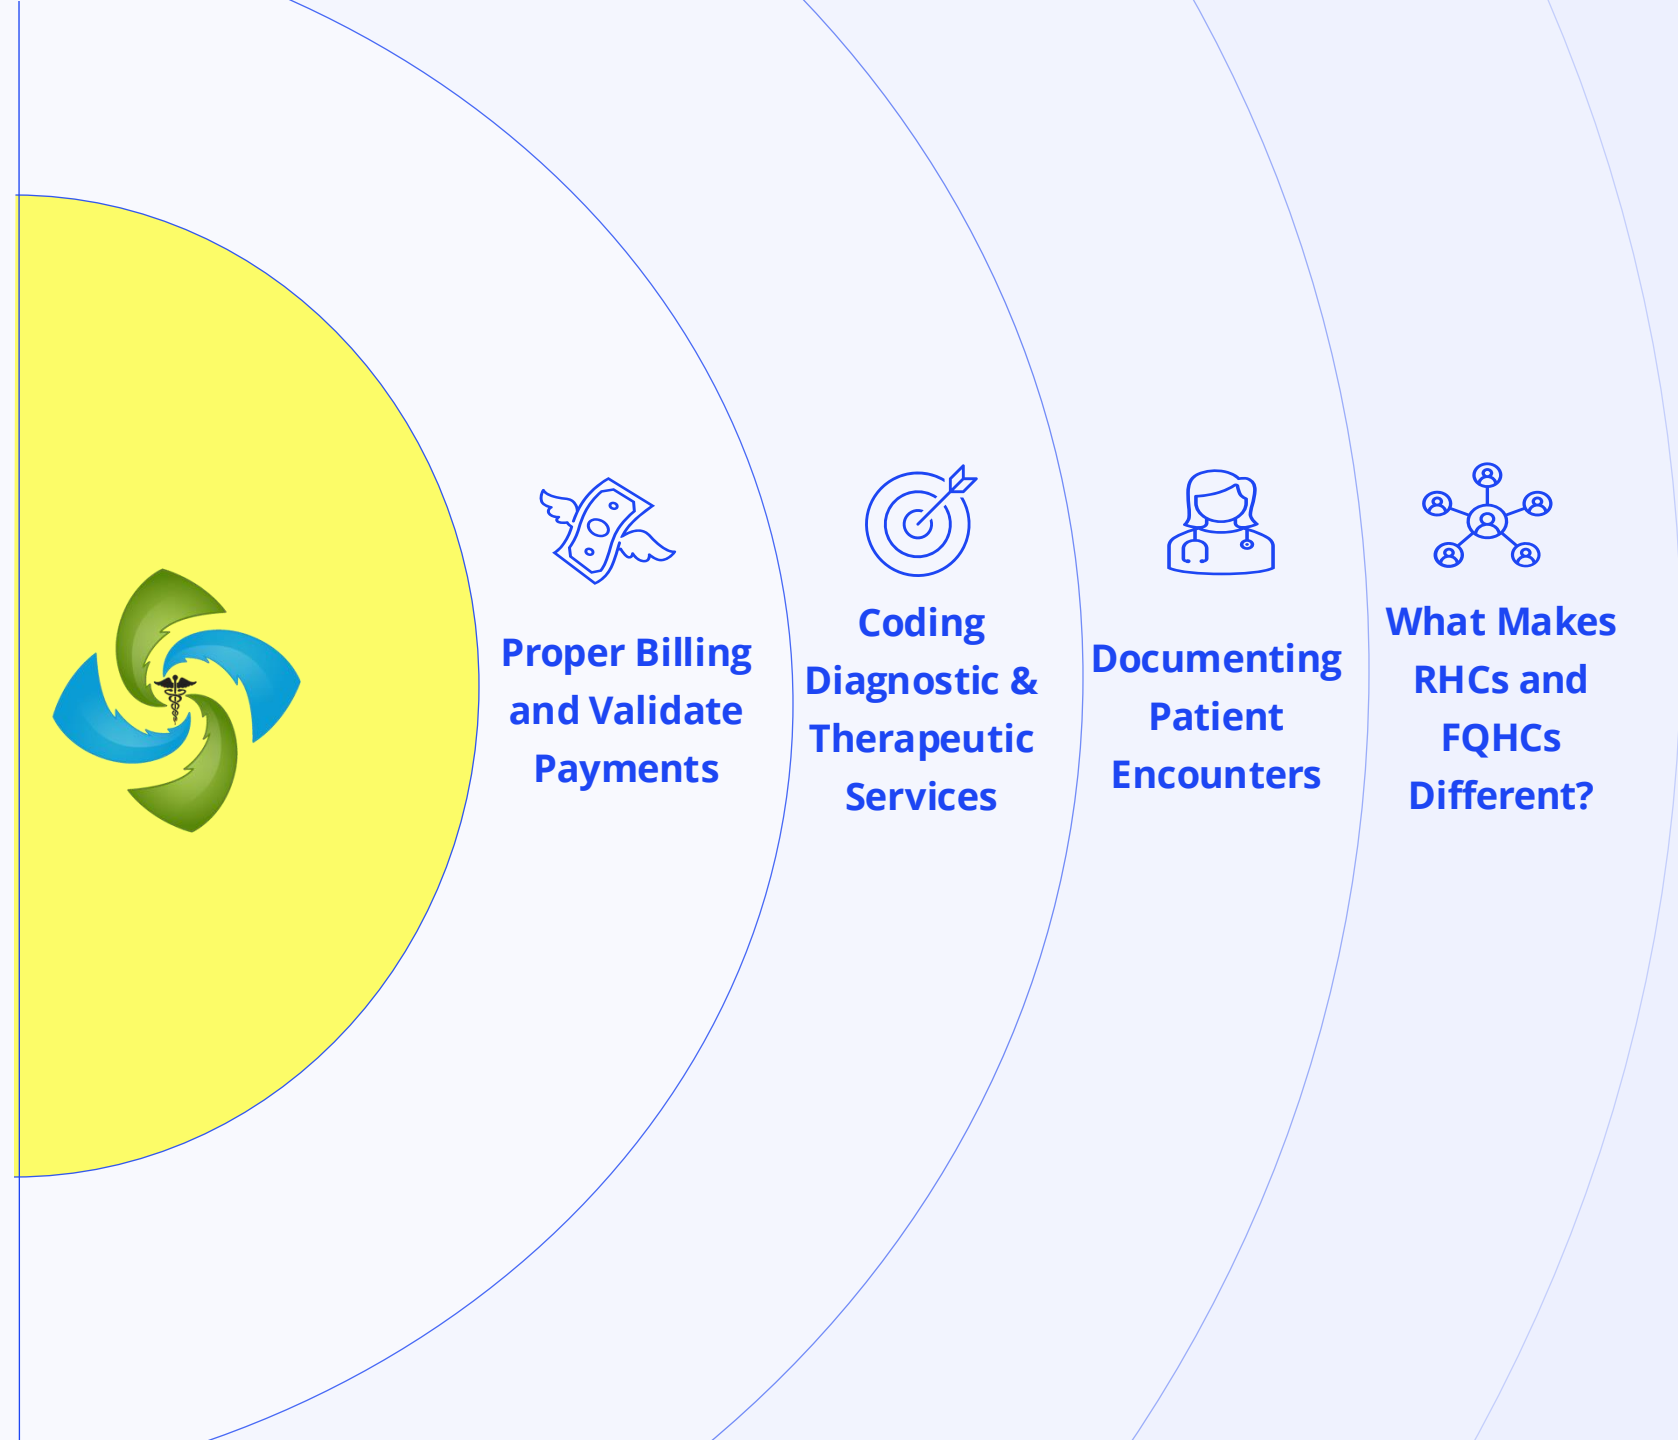 Proper Billing
and Validate
Payments
Coding
Diagnostic &
Therapeutic
Services
Documenting
Patient
Encounters
What Makes
RHCs and
FQHCs
Different?